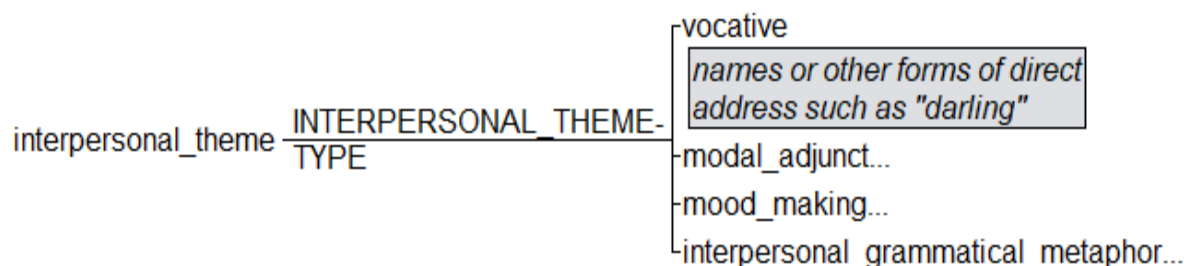 interpersonal_theme
INTERPERSONAL_THEME-
TYPE
vocative
names or other forms of direct
address such as "darling"
modal_adjunct...
mood_making...
interpersonal_grammatical_metaphor...